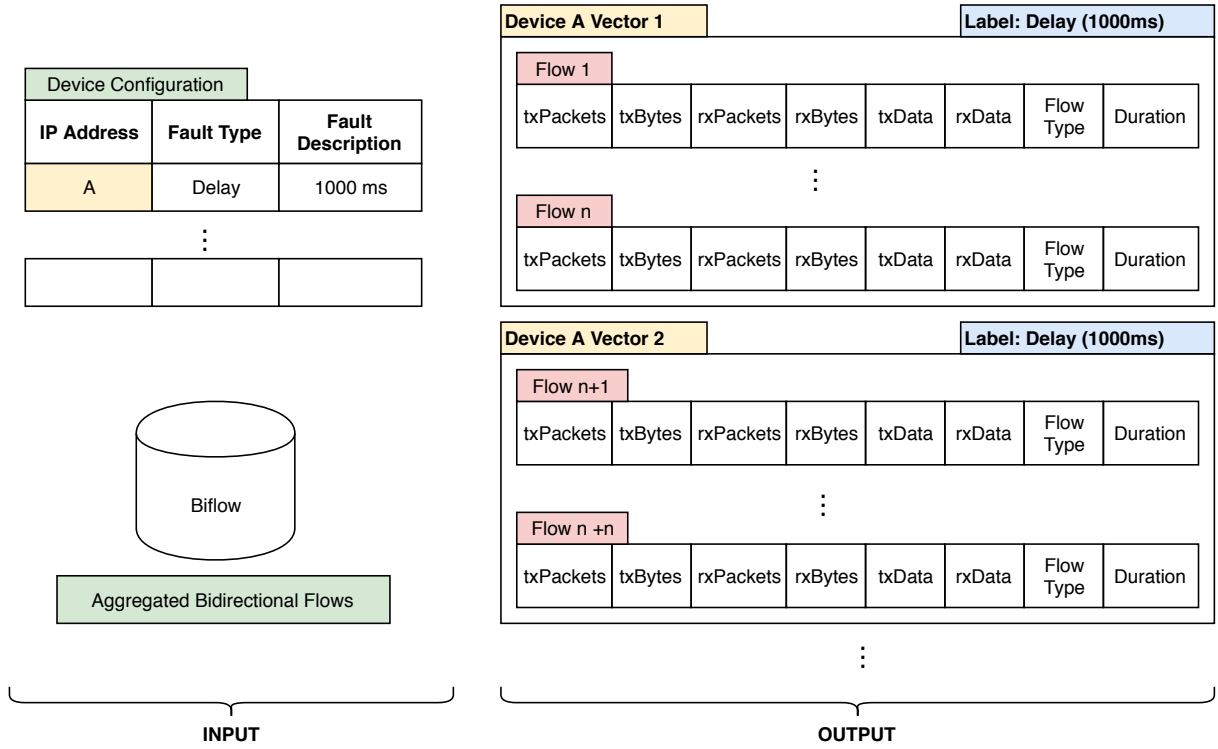 Device Configuration
IP Address Fault Type Fault
Description
A Delay 1000 ms
⋮
Biflow
Aggregated Bidirectional Flows
INPUT
Device A Vector 1 Label: Delay (1000ms)
Flow 1
txPackets txBytes rxPackets rxBytes txData rxData Flow
Type Duration
⋮
Flow n
txPackets txBytes rxPackets rxBytes txData rxData Flow
Type Duration
Device A Vector 2 Label: Delay (1000ms)
Flow n+1
txPackets txBytes rxPackets rxBytes txData rxData Flow
Type Duration
⋮
Flow n +n
txPackets txBytes rxPackets rxBytes txData rxData Flow
Type Duration
⋮
OUTPUT